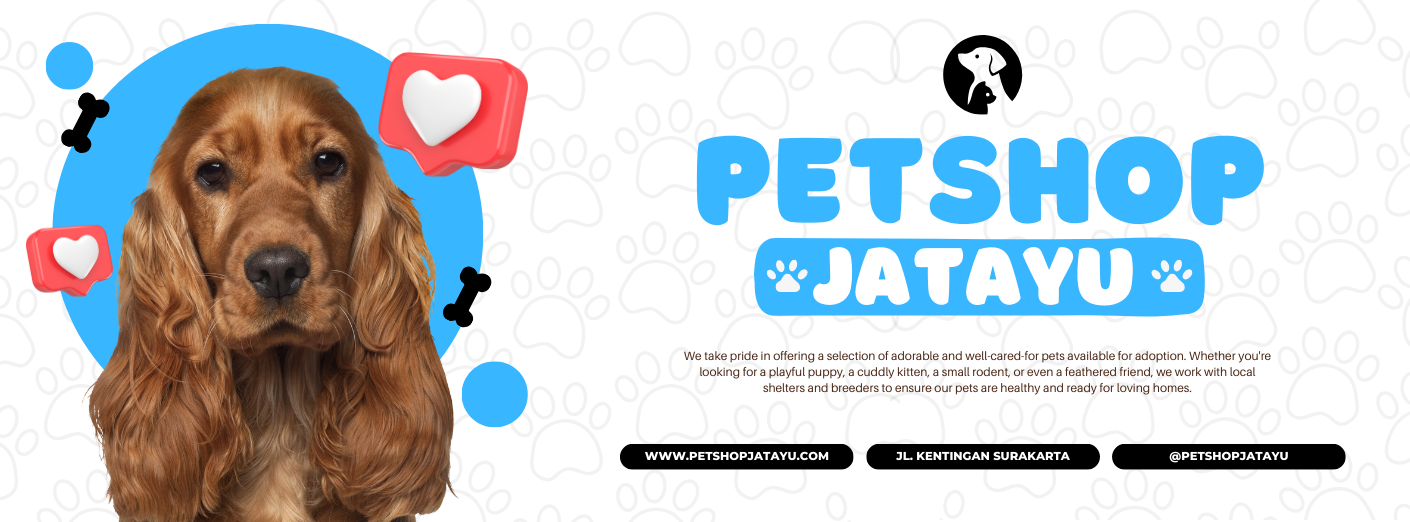 PETSHOP
JATAYU
We take pride in offering a selection of adorable and well-cared-for pets available for adoption. Whether you're
looking for a playful puppy, a cuddly kitten, a small rodent, or even a feathered friend, we work with local
shelters and breeders to ensure our pets are healthy and ready for loving homes.
WWW.PETSHOPJATAYU.COM
JL. KENTINGAN SURAKARTA
@PETSHOPJATAYU